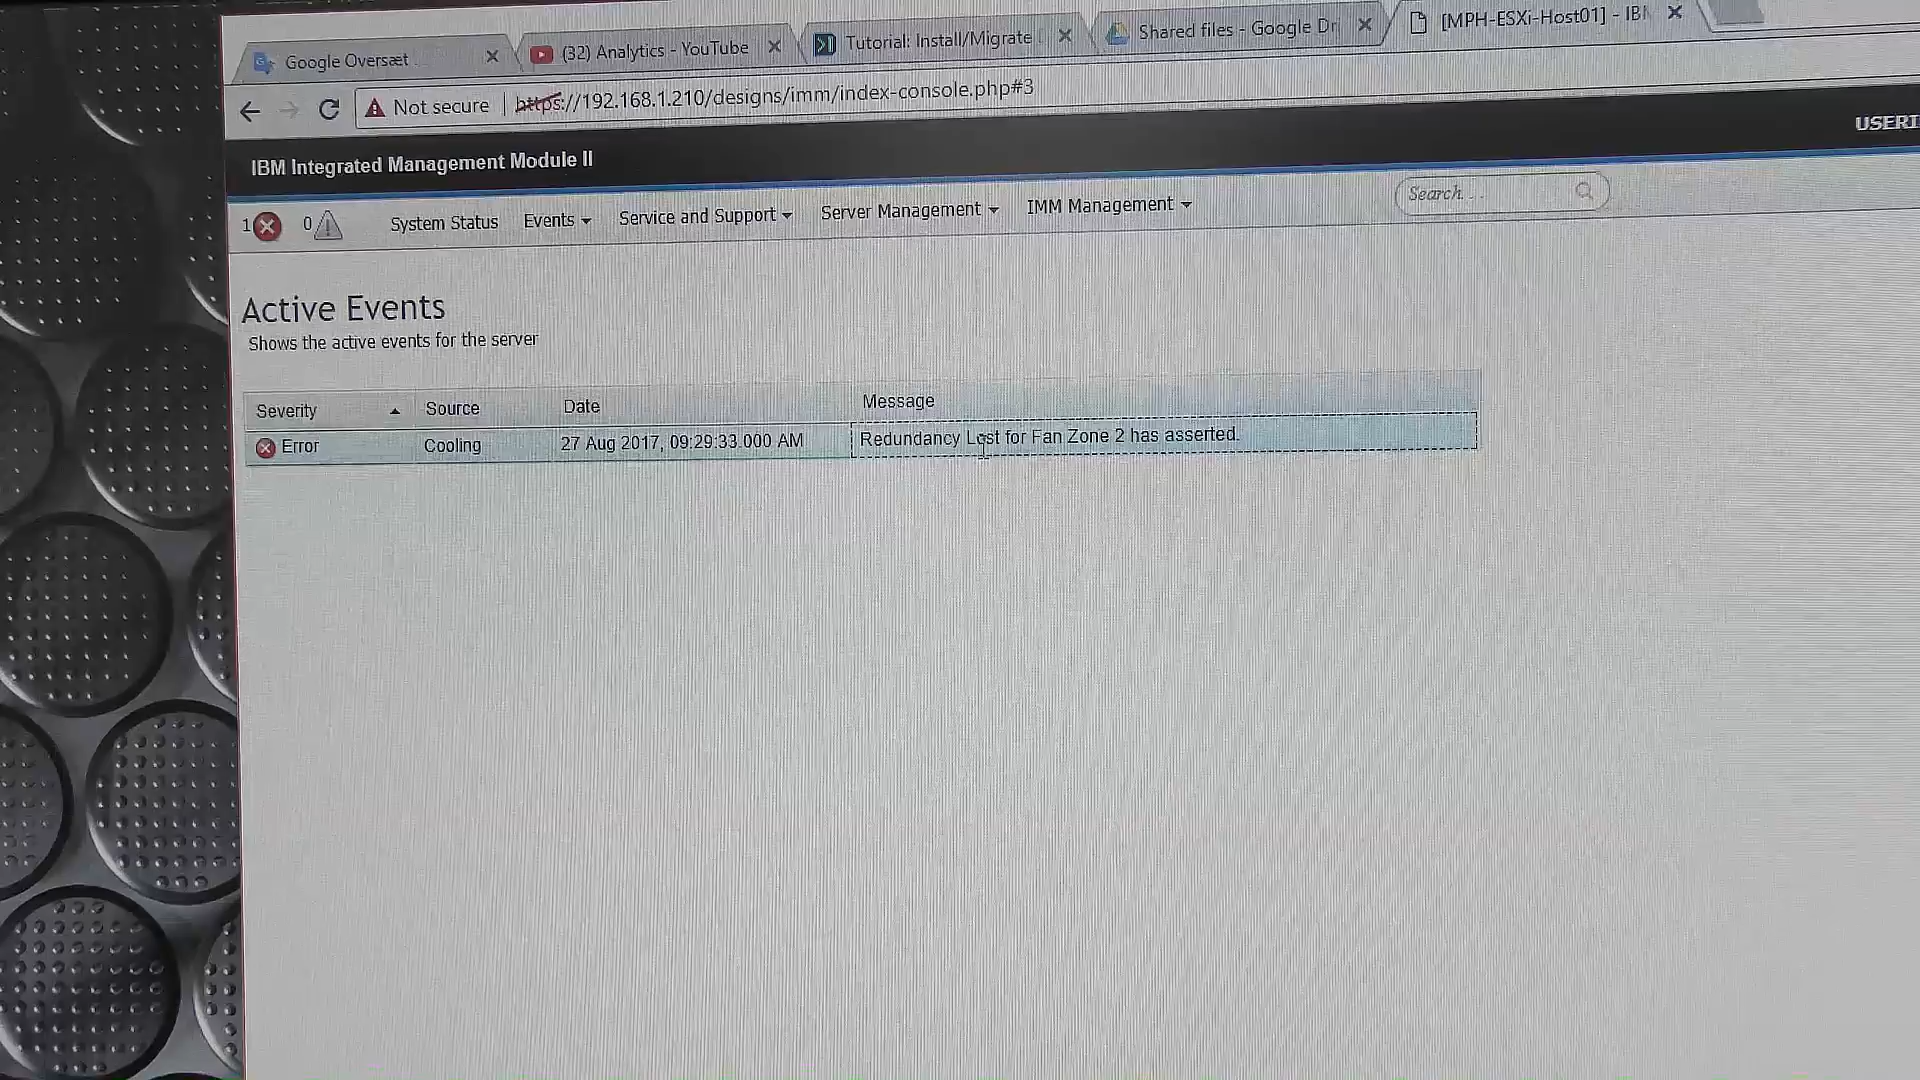 Google Oversæt
(32) Analytics - YouTube
Tutorial: Install/Migrate
Shared files - Google Dri
[MPH-ESXi-Host01] - IBM
Not secure
https://192.168.1.210/designs/imm/index-console.php#3
IBM Integrated Management Module II
USERI
1
0
System Status
Events
Service and Support
Server Management
IMM Management
Search...
Active Events
Shows the active events for the server
Severity
Source
Date
Message
Error
Cooling
27 Aug 2017, 09:29:33.000 AM
Redundancy Lost for Fan Zone 2 has asserted.